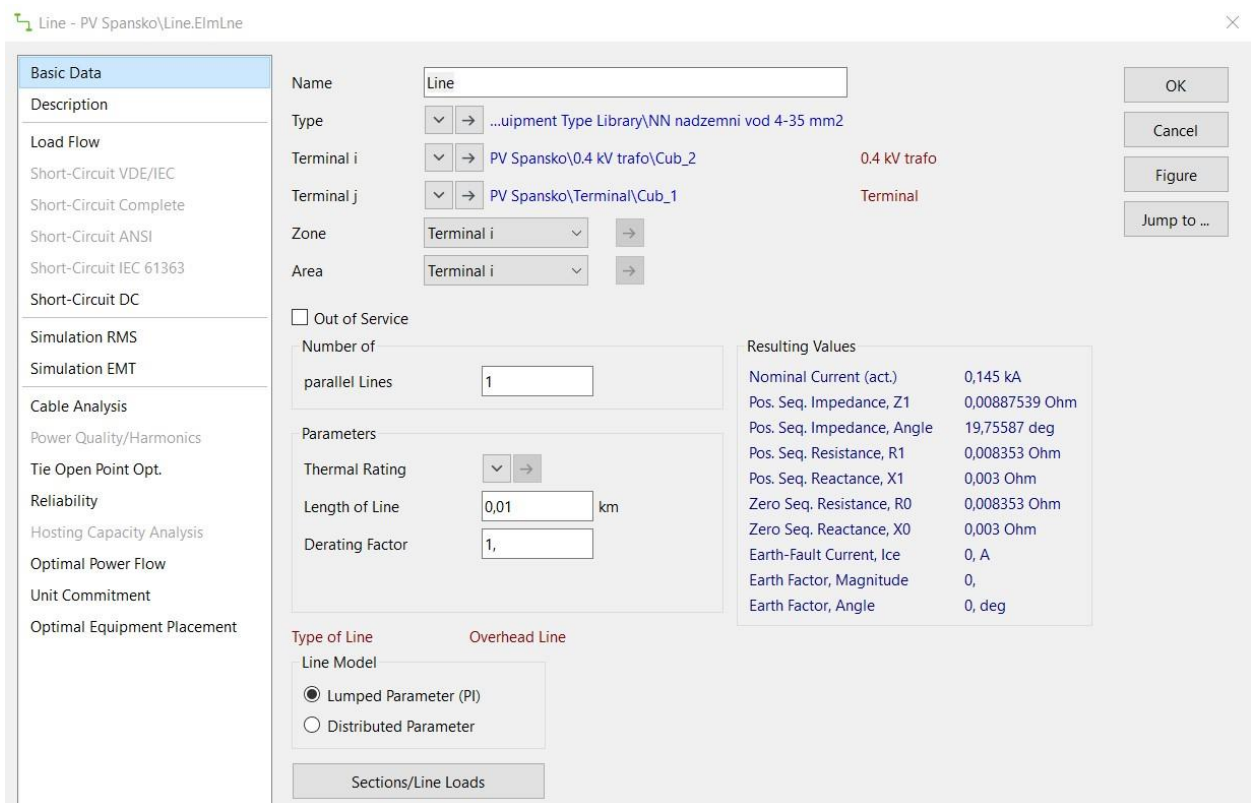 Line - PV Spansko\Line.ElmLne
Basic Data
Description
Load Flow
Short-Circuit VDE/IEC
Short-Circuit Complete
Short-Circuit ANSI
Short-Circuit IEC 61363
Short-Circuit DC
Simulation RMS
Simulation EMT
Cable Analysis
Power Quality/Harmonics
Tie Open Point Opt.
Reliability
Hosting Capacity Analysis
Optimal Power Flow
Unit Commitment
Optimal Equipment Placement
Name Line
Type ...uipment Type Library\NN nadzemni vod 4-35 mm2
Terminal i PV Spansko\0.4 kV trafo\Cub_2 0.4 kV trafo
Terminal j PV Spansko\Terminal\Cub_1 Terminal
Zone Terminal i
Area Terminal i
Out of Service
Number of
parallel Lines 1
Parameters
Thermal Rating
Length of Line 0,01 km
Derating Factor 1,
Type of Line Overhead Line
Line Model
Lumped Parameter (PI)
Distributed Parameter
Sections/Line Loads
Resulting Values
Nominal Current (act.) 0,145 kA
Pos. Seq. Impedance, Z1 0,00887539 Ohm
Pos. Seq. Impedance, Angle 19,75587 deg
Pos. Seq. Resistance, R1 0,008353 Ohm
Pos. Seq. Reactance, X1 0,003 Ohm
Zero Seq. Resistance, R0 0,008353 Ohm
Zero Seq. Reactance, X0 0,003 Ohm
Earth-Fault Current, Ice 0, A
Earth Factor, Magnitude 0,
Earth Factor, Angle 0, deg
OK
Cancel
Figure
Jump to ...